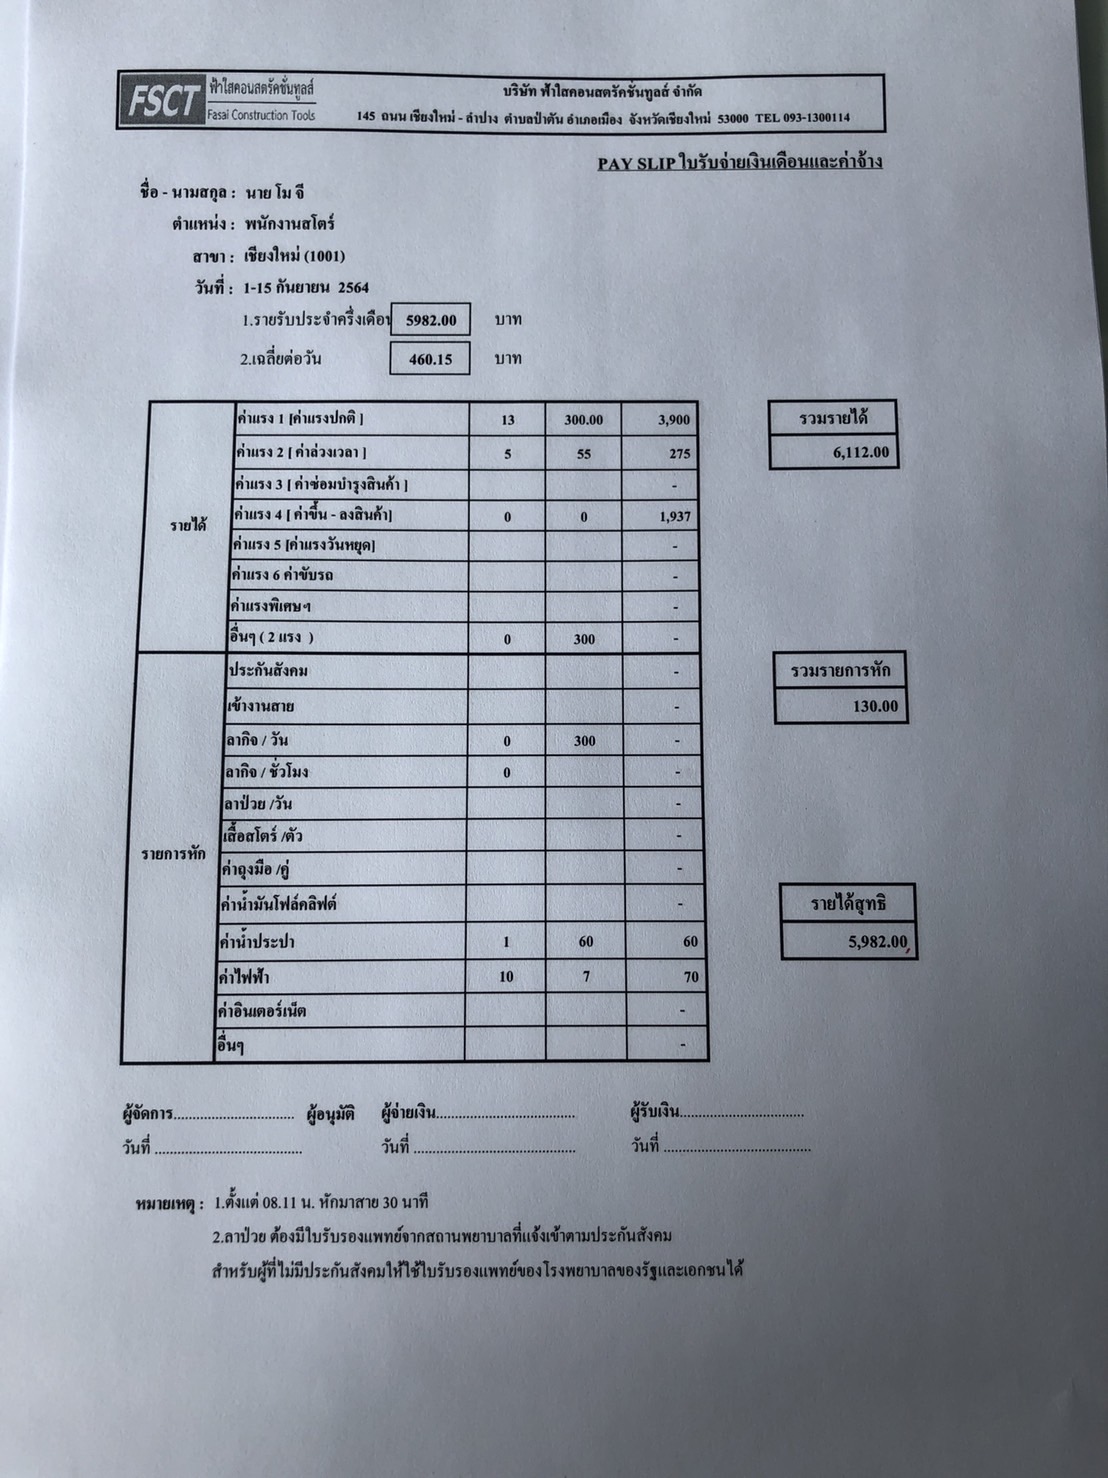 FSCT ฟ้าใสคอนสตรัคชั่นทูลส์
Fasai Construction Tools
บริษัท ฟ้าใสคอนสตรัคชั่นทูลส์ จำกัด
145 ถนน เชียงใหม่ - ลำปาง ตำบลป่าตัน อำเภอเมือง จังหวัดเชียงใหม่ 53000 TEL 093-1300114
PAY SLIP ใบรับจ่ายเงินเดือนและค่าจ้าง
ชื่อ - นามสกุล : นาย โม จี
ตำแหน่ง : พนักงานสโตร์
สาขา : เชียงใหม่ (1001)
วันที่ : 1-15 กันยายน 2564
1.รายรับประจำครึ่งเดือน 5982.00 บาท
2.เฉลี่ยต่อวัน 460.15 บาท
รายได้
ค่าแรง 1 [ค่าแรงปกติ ] 13 300.00 3,900
ค่าแรง 2 [ ค่าล่วงเวลา ] 5 55 275
ค่าแรง 3 [ ค่าซ่อมบำรุงสินค้า ] -
ค่าแรง 4 [ ค่าขึ้น - ลงสินค้า] 0 0 1,937
ค่าแรง 5 [ค่าแรงวันหยุด] -
ค่าแรง 6 ค่าขับรถ -
ค่าแรงพิเศษฯ -
อื่นๆ ( 2 แรง ) 0 300 -
รวมรายได้
6,112.00
รายการหัก
ประกันสังคม -
เข้างานสาย -
ลากิจ / วัน 0 300 -
ลากิจ / ชั่วโมง 0 -
ลาป่วย /วัน -
เสื้อสโตร์ /ตัว -
ค่าถุงมือ /คู่ -
ค่าน้ำมันโฟล์คลิฟต์ -
ค่าน้ำประปา 1 60 60
ค่าไฟฟ้า 10 7 70
ค่าอินเตอร์เน็ต -
อื่นๆ -
รวมรายการหัก
130.00
รายได้สุทธิ
5,982.00
ผู้จัดการ.............................. ผู้อนุมัติ ผู้จ่ายเงิน.................................. ผู้รับเงิน..............................
วันที่ .................................... วันที่ ........................................ วันที่ ....................................
หมายเหตุ : 1.ตั้งแต่ 08.11 น. หักมาสาย 30 นาที
2.ลาป่วย ต้องมีใบรับรองแพทย์จากสถานพยาบาลที่แจ้งเข้าตามประกันสังคม
สำหรับผู้ที่ไม่มีประกันสังคมให้ใช้ใบรับรองแพทย์ของโรงพยาบาลของรัฐและเอกชนได้